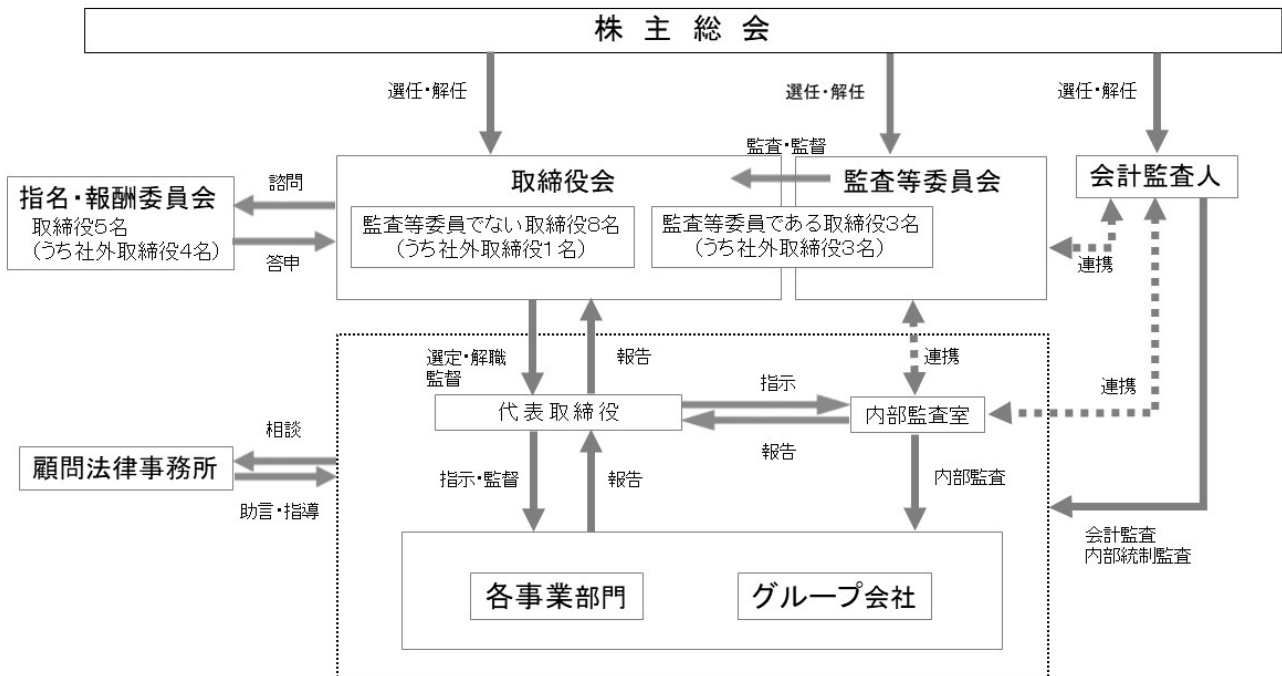 株主総会
選任・解任
選任・解任
選任・解任
監査・監督
指名・報酬委員会
取締役5名
(うち社外取締役4名)
諮問
答申
取締役会
監査等委員でない取締役8名
(うち社外取締役1名)
監査等委員会
監査等委員である取締役3名
(うち社外取締役3名)
会計監査人
連携
選定・解職
監督
報告
連携
連携
代表取締役
指示
報告
内部監査室
顧問法律事務所
相談
助言・指導
指示・監督
報告
内部監査
会計監査
内部統制監査
各事業部門
グループ会社